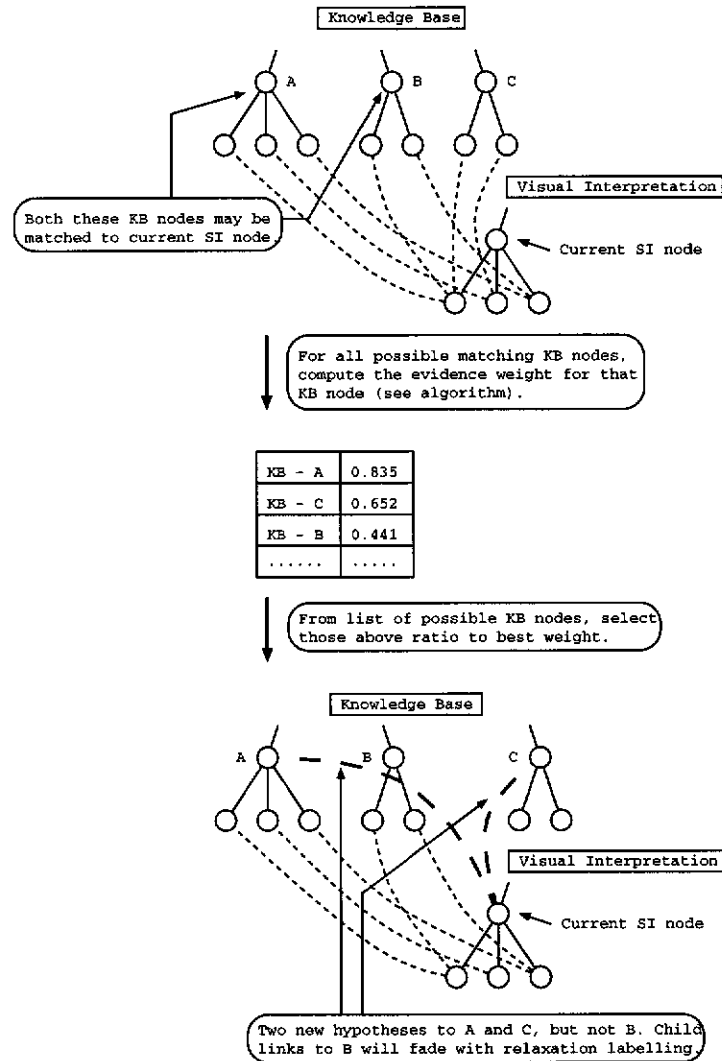 Knowledge Base
A
B
C
Visual Interpretation
Both these KB nodes may be
matched to current SI node.
Current SI node
For all possible matching KB nodes,
compute the evidence weight for that
KB node (see algorithm).
KB - A 0.835
KB - C 0.652
KB - B 0.441
...... .....
From list of possible KB nodes, select
those above ratio to best weight.
Knowledge Base
A
B
C
Visual Interpretation
Current SI node
Two new hypotheses to A and C, but not B. Child
links to B will fade with relaxation labelling.